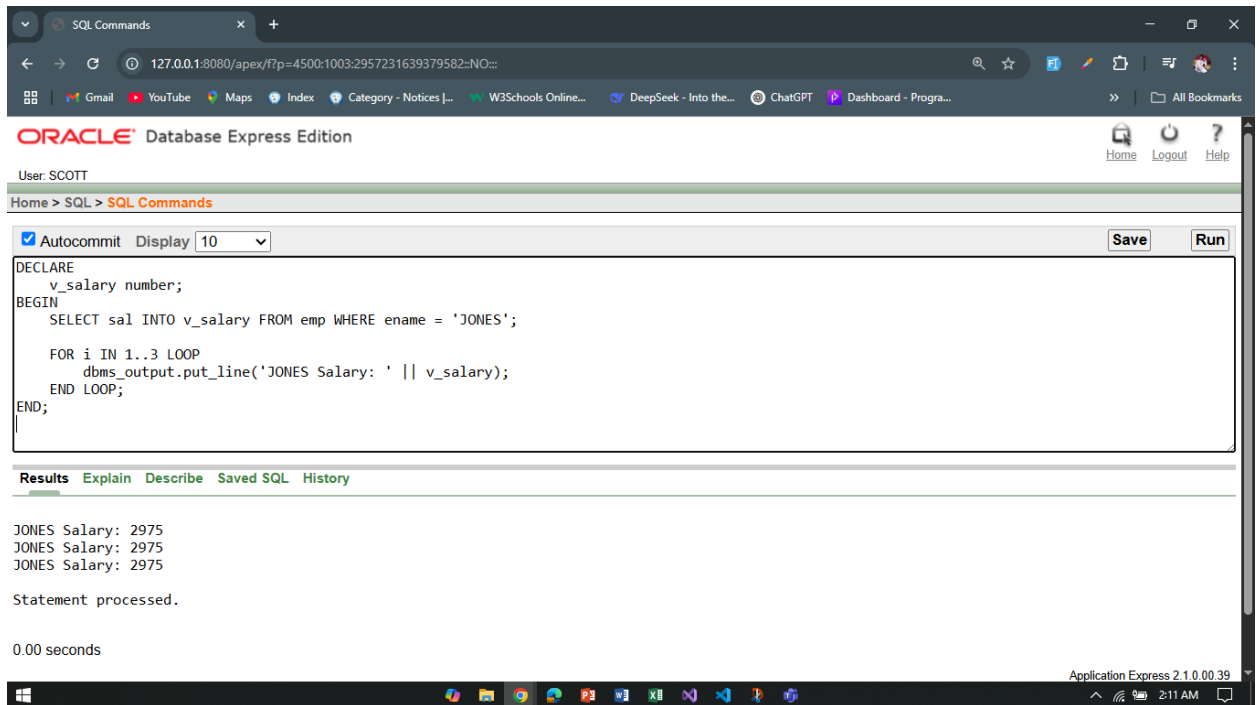 SQL Commands
127.0.0.1:8080/apex/f?p=4500:1003:2957231639379582::NO:::
Gmail YouTube Maps Index Category - Notices |... W3Schools Online... DeepSeek - Into the... ChatGPT Dashboard - Progra... » All Bookmarks
ORACLE Database Express Edition
Home Logout Help
User: SCOTT
Home > SQL > SQL Commands
Autocommit Display 10 Save Run
DECLARE
    v_salary number;
BEGIN
    SELECT sal INTO v_salary FROM emp WHERE ename = 'JONES';
    FOR i IN 1..3 LOOP
        dbms_output.put_line('JONES Salary: ' || v_salary);
    END LOOP;
END;
Results Explain Describe Saved SQL History
JONES Salary: 2975
JONES Salary: 2975
JONES Salary: 2975
Statement processed.
0.00 seconds
Application Express 2.1.0.00.39
2:11 AM